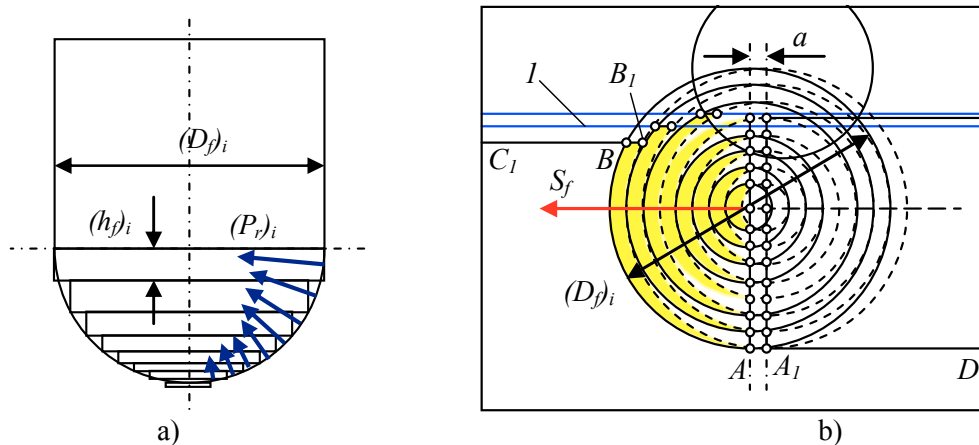 (D_f)_i
(h_f)_i
(P_r)_i
a)
a
B_1
1
C_1
B
S_f
(D_f)_i
A
A_1
D
b)